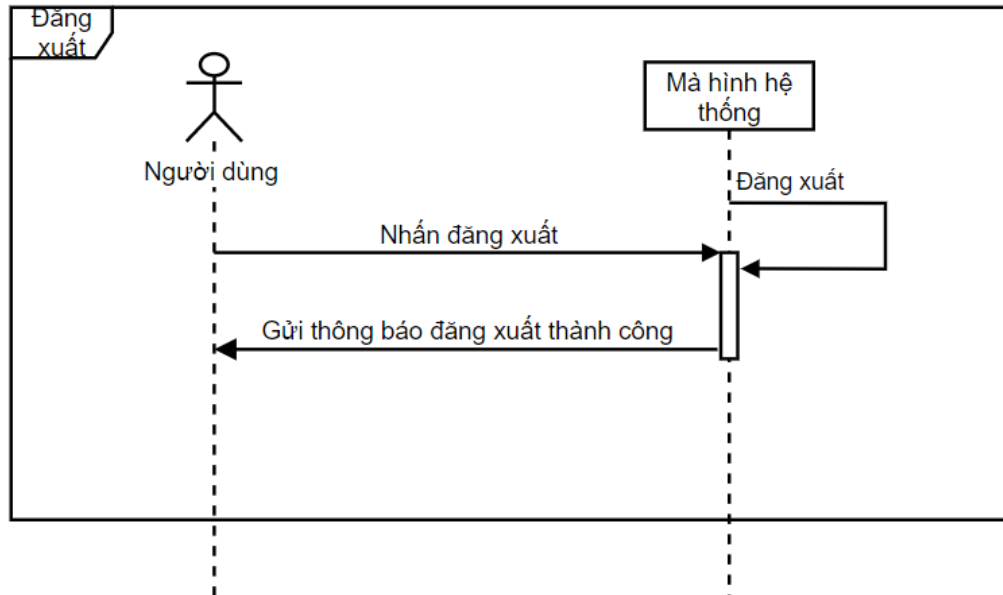 Đăng
xuất
Mà hình hệ
thống
Người dùng
Đăng xuất
Nhấn đăng xuất
Gửi thông báo đăng xuất thành công